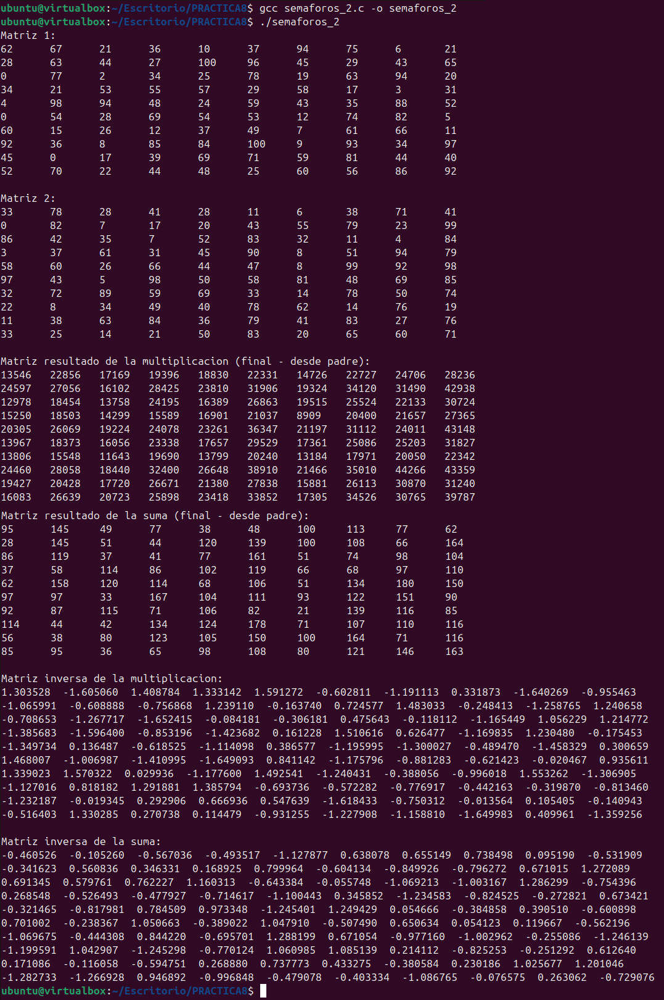 ubuntu@virtualbox:~/Escritorio/PRACTICA8$ gcc semaforos_2.c -o semaforos_2
ubuntu@virtualbox:~/Escritorio/PRACTICA8$ ./semaforos_2
Matriz 1:
62 67 21 36 10 37 94 75 6 21
28 63 44 27 100 96 45 29 43 65
0 77 2 34 25 78 19 63 94 20
34 21 53 55 57 29 58 17 3 31
4 98 94 48 24 59 43 35 88 52
0 54 28 69 54 53 12 74 82 5
60 15 26 12 37 49 7 61 66 11
92 36 8 85 84 100 9 93 34 97
45 0 17 39 69 71 59 81 44 40
52 70 22 44 48 25 60 56 86 92
Matriz 2:
33 78 28 41 28 11 6 38 71 41
0 82 7 17 20 43 55 79 23 99
86 42 35 7 52 83 32 11 4 84
3 37 61 31 45 90 8 51 94 79
58 60 26 66 44 47 8 99 92 98
97 43 5 98 50 58 81 48 69 85
32 72 89 59 69 33 14 78 50 74
22 8 34 49 40 78 62 14 76 19
11 38 63 84 36 79 41 83 27 76
33 25 14 21 50 83 20 65 60 71
Matriz resultado de la multiplicacion (final - desde padre):
13546 22856 17169 19396 18830 22331 14726 22727 24706 28236
24597 27056 16102 28425 23810 31906 19324 34120 31490 42938
12978 18454 13758 24195 16389 26863 19515 25524 22133 30724
15250 18503 14299 15589 16901 21037 8909 20400 21657 27365
20305 26069 19224 24078 23261 36347 21197 31112 24011 43148
13967 18373 16056 23338 17657 29529 17361 25086 25203 31827
13806 15548 11643 19690 13799 20240 13184 17971 20050 22342
24460 28058 18440 32400 26648 38910 21466 35010 44266 43359
19427 20428 17720 26671 21380 27838 15881 26113 30870 31240
16083 26639 20723 25898 23418 33852 17305 34526 30765 39787
Matriz resultado de la suma (final - desde padre):
95 145 49 77 38 48 100 113 77 62
28 145 51 44 120 139 100 108 66 164
86 119 37 41 77 161 51 74 98 104
37 58 114 86 102 119 66 68 97 110
62 158 120 114 68 106 51 134 180 150
97 97 33 167 104 111 93 122 151 90
92 87 115 71 106 82 21 139 116 85
114 44 42 134 124 178 71 107 110 116
56 38 80 123 105 150 100 164 71 116
85 95 36 65 98 108 80 121 146 163
Matriz inversa de la multiplicacion:
1.303528 -1.605060 1.408784 1.333142 1.591272 -0.602811 -1.191113 0.331873 -1.640269 -0.955463
-1.065991 -0.608888 -0.756868 1.239110 -0.163740 0.724577 1.483033 -0.248413 -1.258765 1.240658
-0.708653 -1.267717 -1.652415 -0.084181 -0.306181 0.475643 -0.118112 -1.165449 1.056229 1.214772
-1.385683 -1.596400 -0.853196 -1.423682 0.161228 1.510616 0.626477 -1.169835 1.230480 -0.175453
-1.349734 0.136487 -0.618525 -1.114098 0.386577 -1.195995 -1.300027 -0.489470 -1.458329 0.300659
1.468007 -1.006987 -1.410995 -1.649093 0.841142 -1.175796 -0.881283 -0.621423 -0.020467 0.935611
1.339023 1.570322 0.029936 -1.177600 1.492541 -1.240431 -0.388056 -0.996018 1.553262 -1.306905
-1.127016 0.818182 1.291881 1.385794 -0.693736 -0.572282 -0.776917 -0.442163 -0.319870 -0.813460
-1.232187 -0.019345 0.292906 0.666936 0.547639 -1.618433 -0.750312 -0.013564 0.105405 -0.140943
-0.516403 1.330285 0.270738 0.114479 -0.931255 -1.227908 -1.158810 -1.649983 0.409961 -1.359256
Matriz inversa de la suma:
-0.460526 -0.105260 -0.567036 -0.493517 -1.127877 0.638078 0.655149 0.738498 0.095190 -0.531909
-0.341623 0.560836 0.346331 0.168925 0.799964 -0.604134 -0.849926 -0.796272 0.671015 1.272089
0.691345 0.579761 0.762227 1.160313 -0.643384 -0.055748 -1.069213 -1.003167 1.286299 -0.754396
0.268548 -0.526493 -0.477927 -0.714617 -1.100443 0.345852 -1.234583 -0.824525 -0.272821 0.673421
-0.321465 -0.817981 0.784509 0.973348 -1.245401 1.249429 0.054666 -0.384858 0.390510 -0.600898
0.701002 -0.238367 1.050663 -0.389022 1.047910 -0.507490 0.650634 0.054123 0.119667 -0.562196
-1.069675 -0.444308 0.844220 -0.695701 1.288199 0.671054 -0.977160 -1.002962 -0.255086 -1.246139
-1.199591 1.042907 -1.245298 -0.770124 1.060985 1.085139 0.214112 -0.825253 -0.251292 0.612640
0.171086 -0.116058 -0.594751 0.268880 0.737773 0.433275 -0.380584 0.230186 1.025677 1.201046
-1.282733 -1.266928 0.946892 -0.996848 -0.479078 -0.403334 -1.086765 -0.076575 0.263062 -0.729076
ubuntu@virtualbox:~/Escritorio/PRACTICA8$